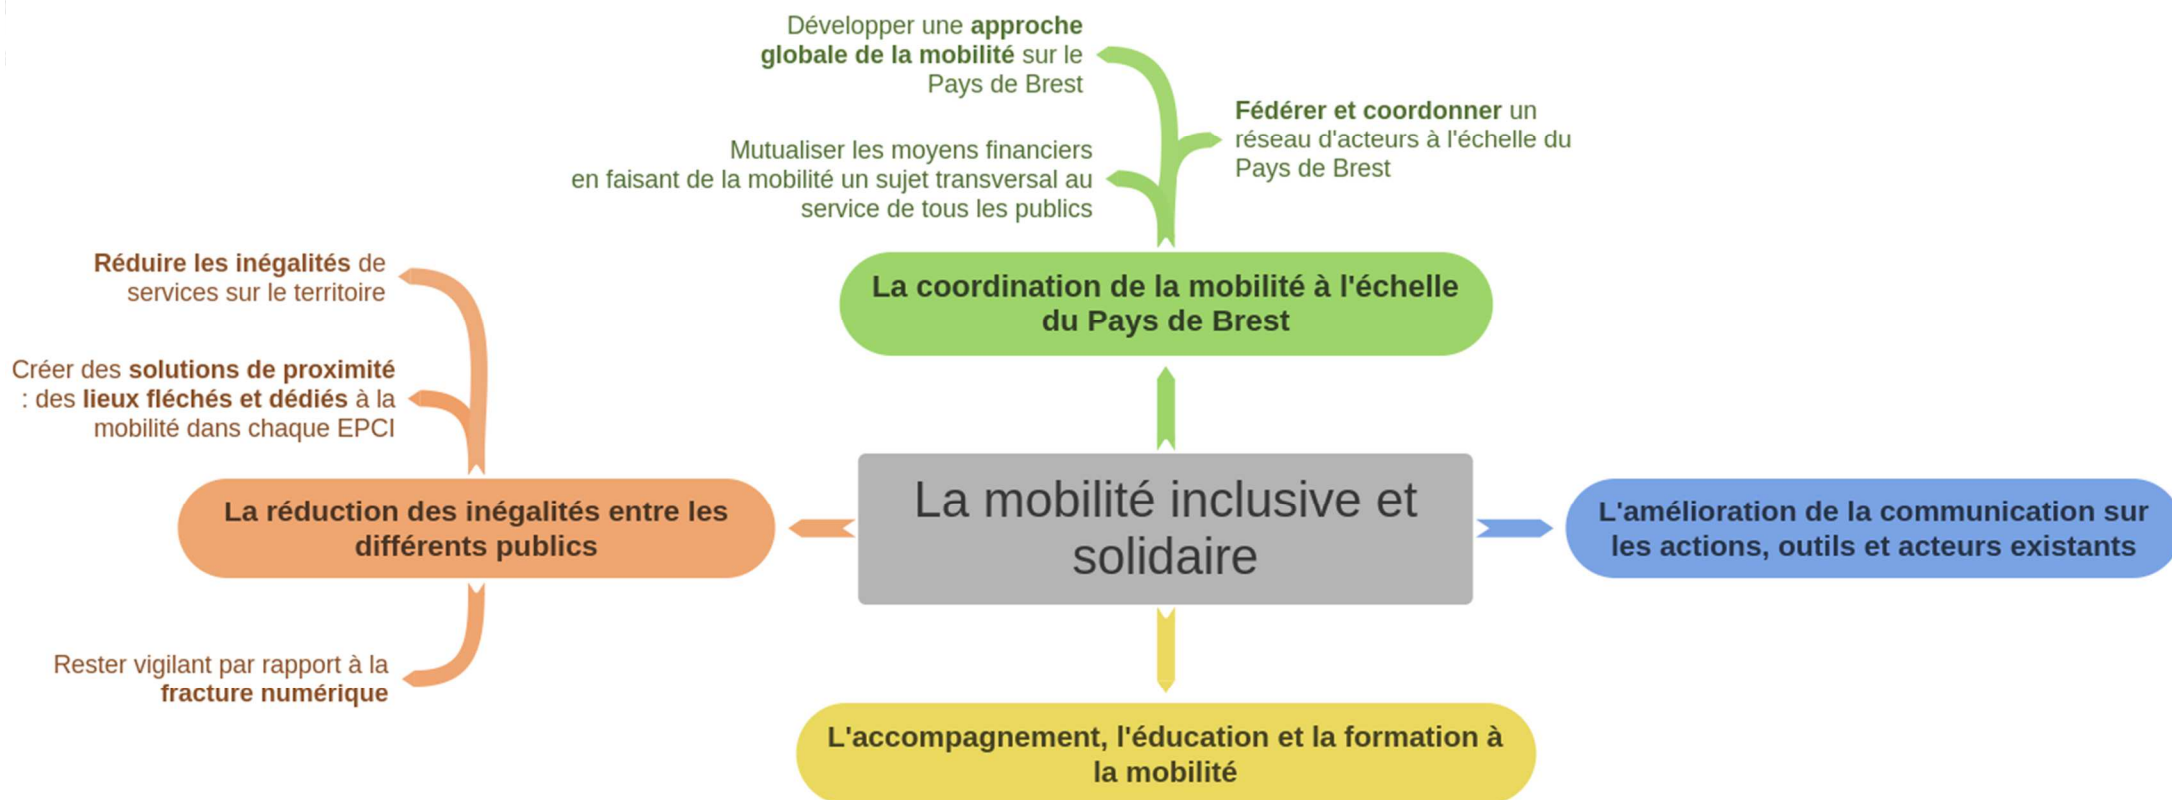 Développer une approche
globale de la mobilité sur le
Pays de Brest
Fédérer et coordonner un
réseau d'acteurs à l'échelle du
Pays de Brest
Mutualiser les moyens financiers
en faisant de la mobilité un sujet transversal au
service de tous les publics
La coordination de la mobilité à l'échelle
du Pays de Brest
Réduire les inégalités de
services sur le territoire
Créer des solutions de proximité
: des lieux fléchés et dédiés à la
mobilité dans chaque EPCI
La réduction des inégalités entre les
différents publics
Rester vigilant par rapport à la
fracture numérique
La mobilité inclusive et
solidaire
L'amélioration de la communication sur
les actions, outils et acteurs existants
L'accompagnement, l'éducation et la formation à
la mobilité